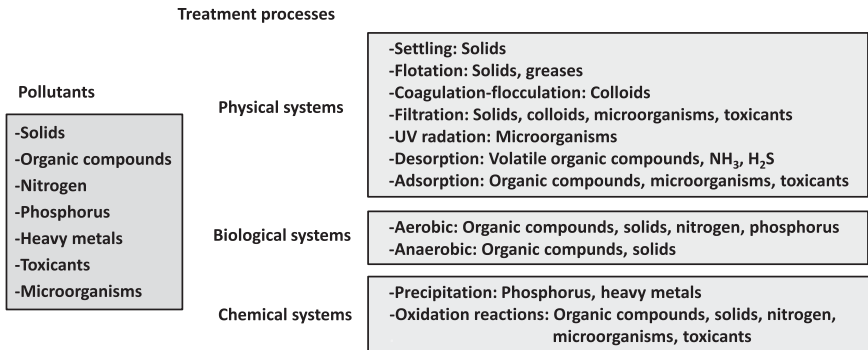 Treatment processes
Pollutants
-Solids
-Organic compounds
-Nitrogen
-Phosphorus
-Heavy metals
-Toxicants
-Microorganisms
Physical systems
-Settling: Solids
-Flotation: Solids, greases
-Coagulation-flocculation: Colloids
-Filtration: Solids, colloids, microorganisms, toxicants
-UV radation: Microorganisms
-Desorption: Volatile organic compounds, NH₃, H₂S
-Adsorption: Organic compounds, microorganisms, toxicants
Biological systems
-Aerobic: Organic compounds, solids, nitrogen, phosphorus
-Anaerobic: Organic compunds, solids
Chemical systems
-Precipitation: Phosphorus, heavy metals
-Oxidation reactions: Organic compounds, solids, nitrogen,
microorganisms, toxicants